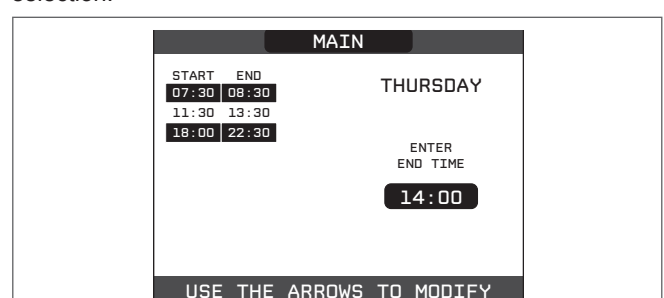 MAIN
START END
07:30 08:30
11:30 13:30
18:00 22:30
THURSDAY
ENTER
END TIME
14:00
USE THE ARROWS TO MODIFY